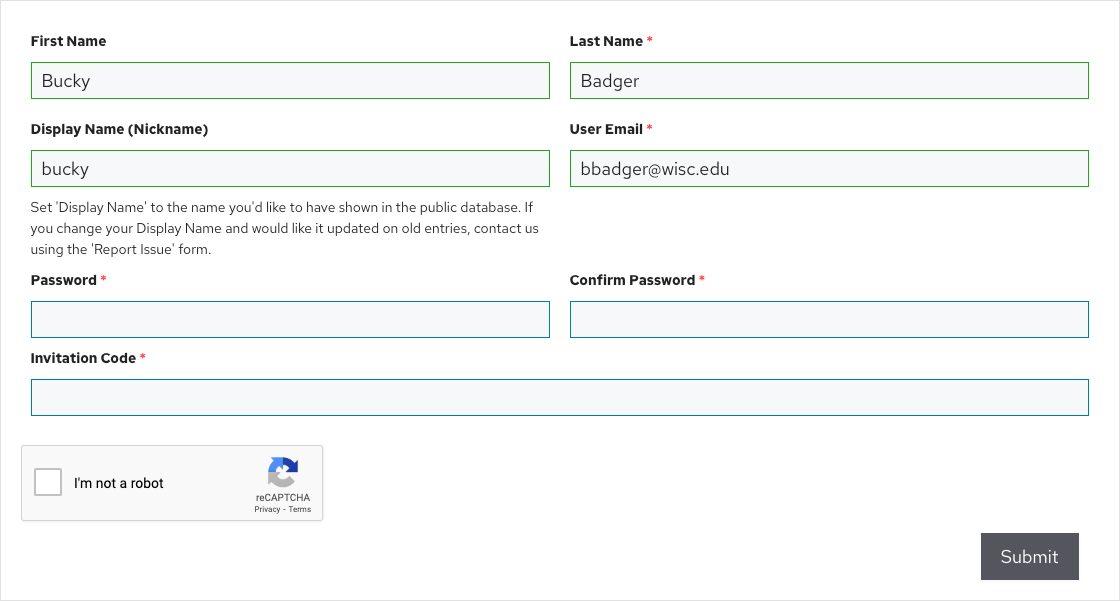 First Name
Last Name *
Bucky
Badger
Display Name (Nickname)
User Email *
bucky
bbadger@wisc.edu
Set 'Display Name' to the name you'd like to have shown in the public database. If
you change your Display Name and would like it updated on old entries, contact us
using the 'Report Issue' form.
Password *
Confirm Password *
Invitation Code *
I'm not a robot
reCAPTCHA
Privacy - Terms
Submit